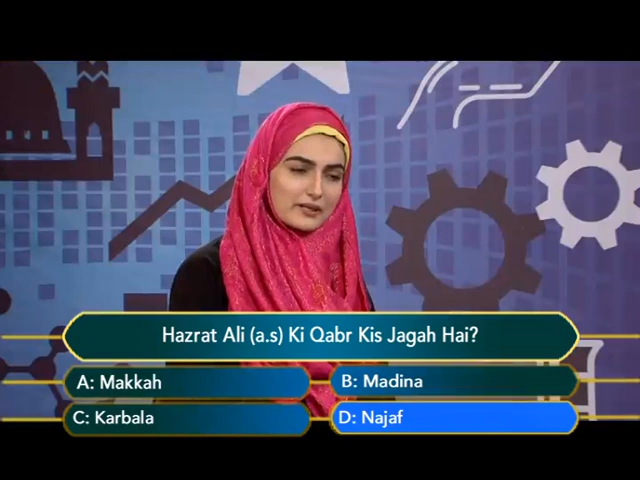 Hazrat Ali (a.s) Ki Qabr Kis Jagah Hai?
A: Makkah
B: Madina
C: Karbala
D: Najaf